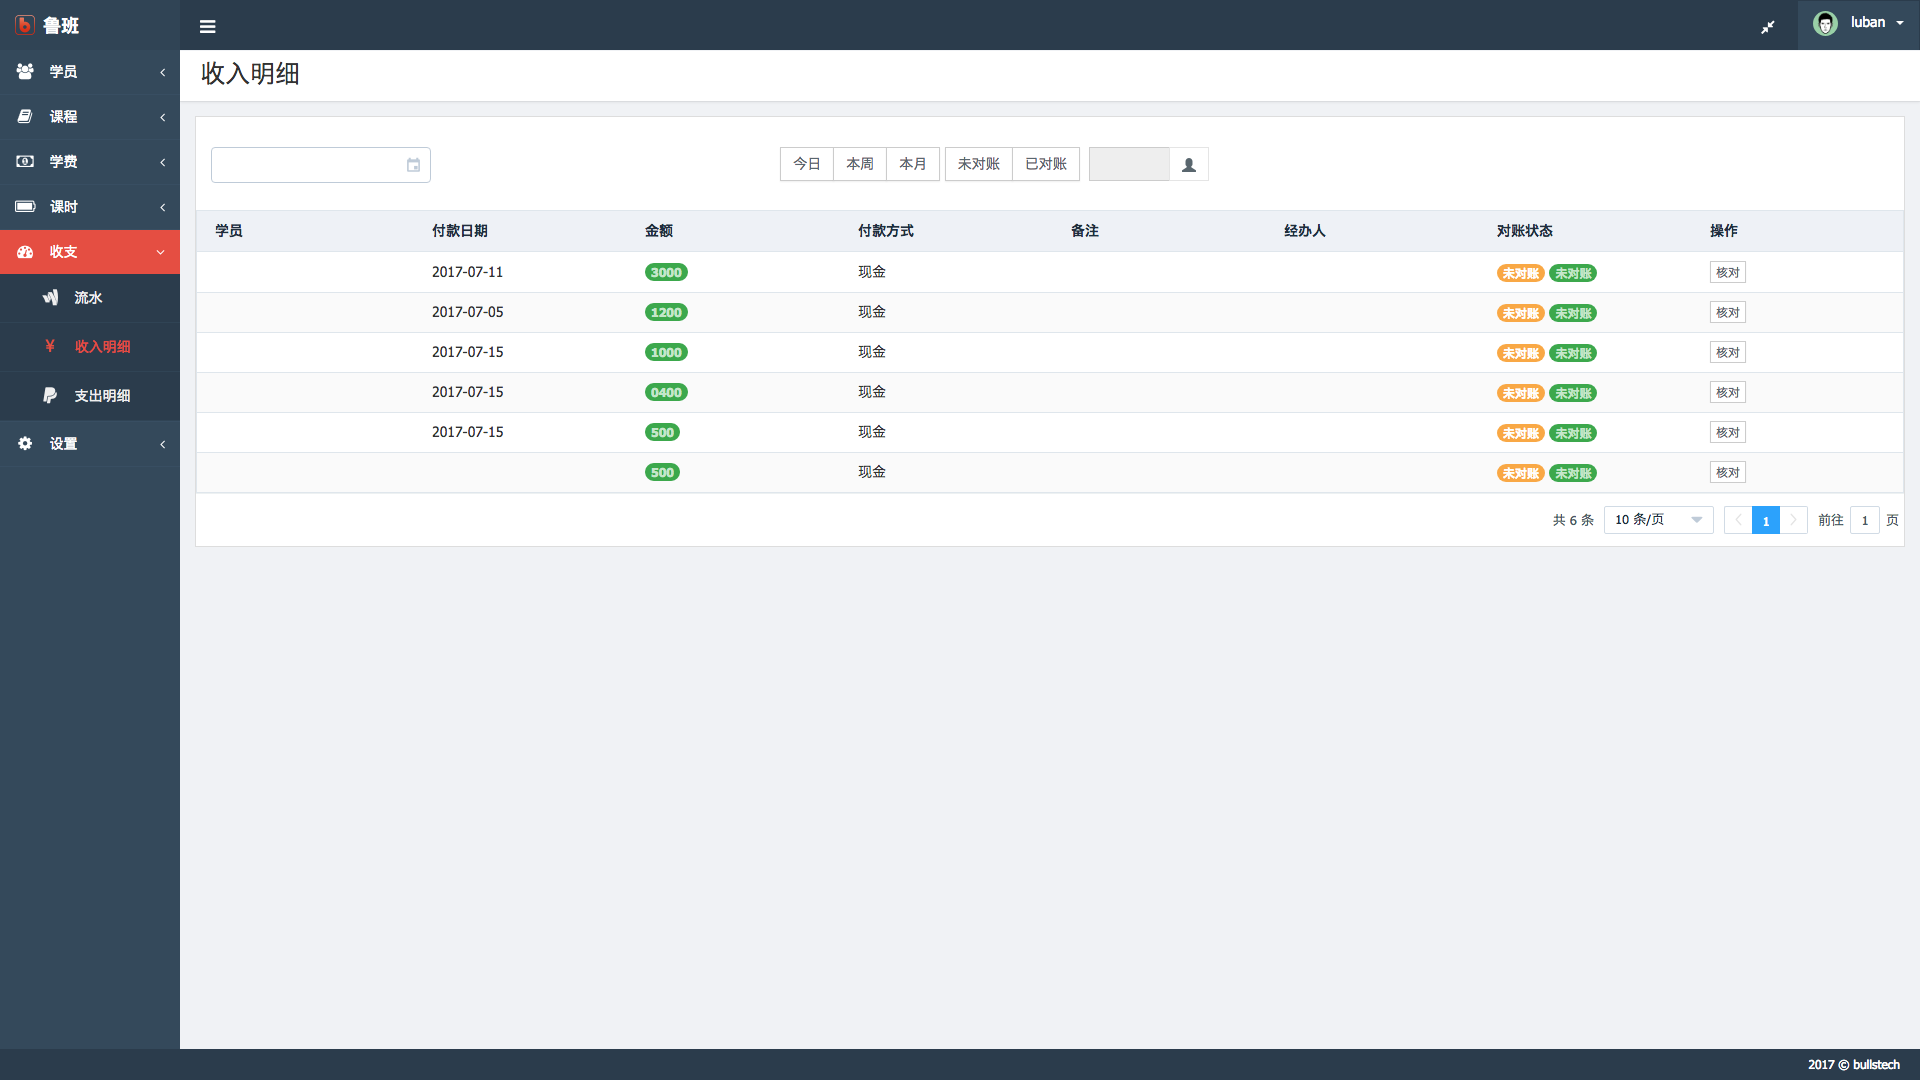 鲁班
luban
学员
课程
学费
课时
收支
流水
¥ 收入明细
支出明细
设置
收入明细
今日 本周 本月 未对账 已对账
学员 付款日期 金额 付款方式 备注 经办人 对账状态 操作
2017-07-11 3000 现金 未对账 未对账 核对
2017-07-05 1200 现金 未对账 未对账 核对
2017-07-15 1000 现金 未对账 未对账 核对
2017-07-15 0400 现金 未对账 未对账 核对
2017-07-15 500 现金 未对账 未对账 核对
500 现金 未对账 未对账 核对
共 6 条 10 条/页 1 前往 1 页
2017 © bullstech